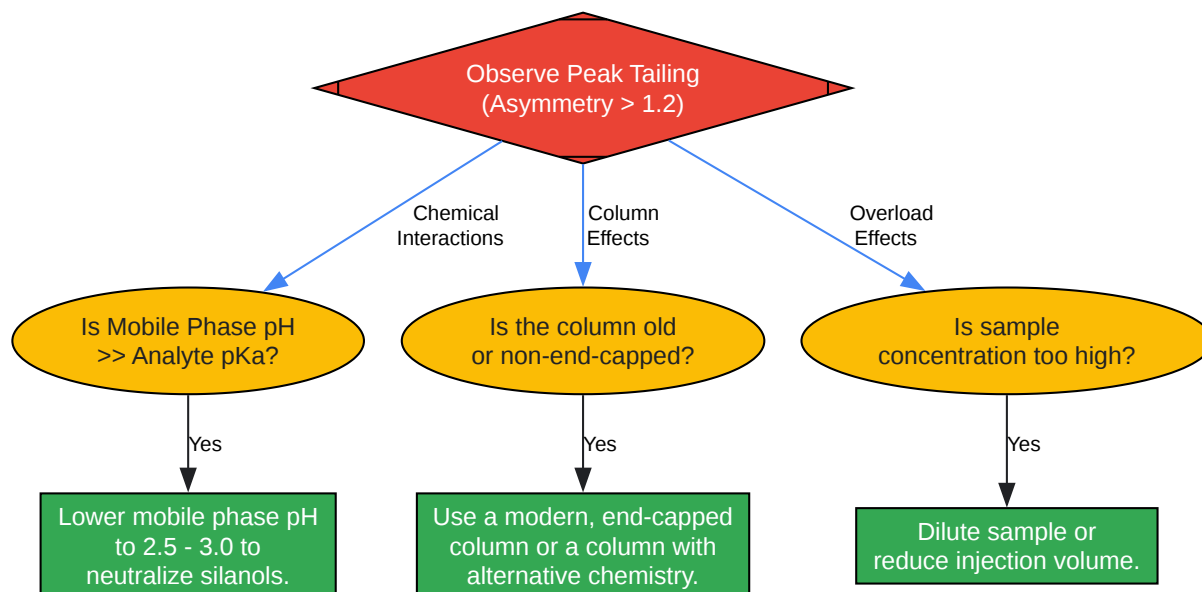 Observe Peak Tailing
(Asymmetry > 1.2)
Chemical
Interactions
Column
Effects
Overload
Effects
Is Mobile Phase pH
>> Analyte pKa?
Is the column old
or non-end-capped?
Is sample
concentration too high?
Yes
Yes
Yes
Lower mobile phase pH
to 2.5 - 3.0 to
neutralize silanols.
Use a modern, end-capped
column or a column with
alternative chemistry.
Dilute sample or
reduce injection volume.